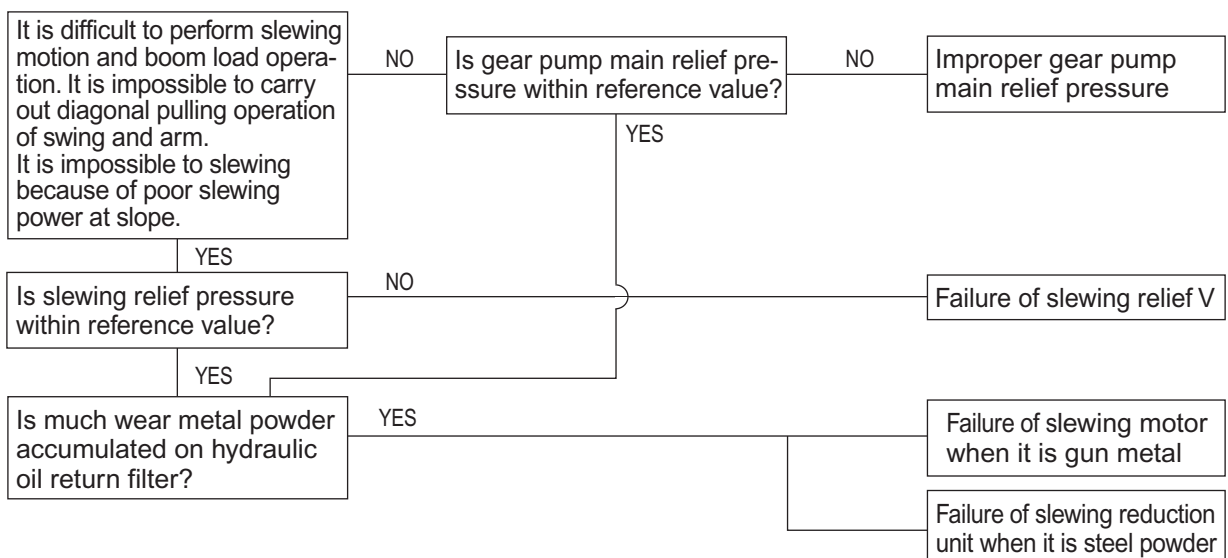 It is difficult to perform slewing
motion and boom load opera-
tion. It is impossible to carry
out diagonal pulling operation
of swing and arm.
It is impossible to slewing
because of poor slewing
power at slope.
NO
Is gear pump main relief pre-
ssure within reference value?
NO
Improper gear pump
main relief pressure
YES
YES
Is slewing relief pressure
within reference value?
NO
Failure of slewing relief V
YES
Is much wear metal powder
accumulated on hydraulic
oil return filter?
YES
Failure of slewing motor
when it is gun metal
Failure of slewing reduction
unit when it is steel powder